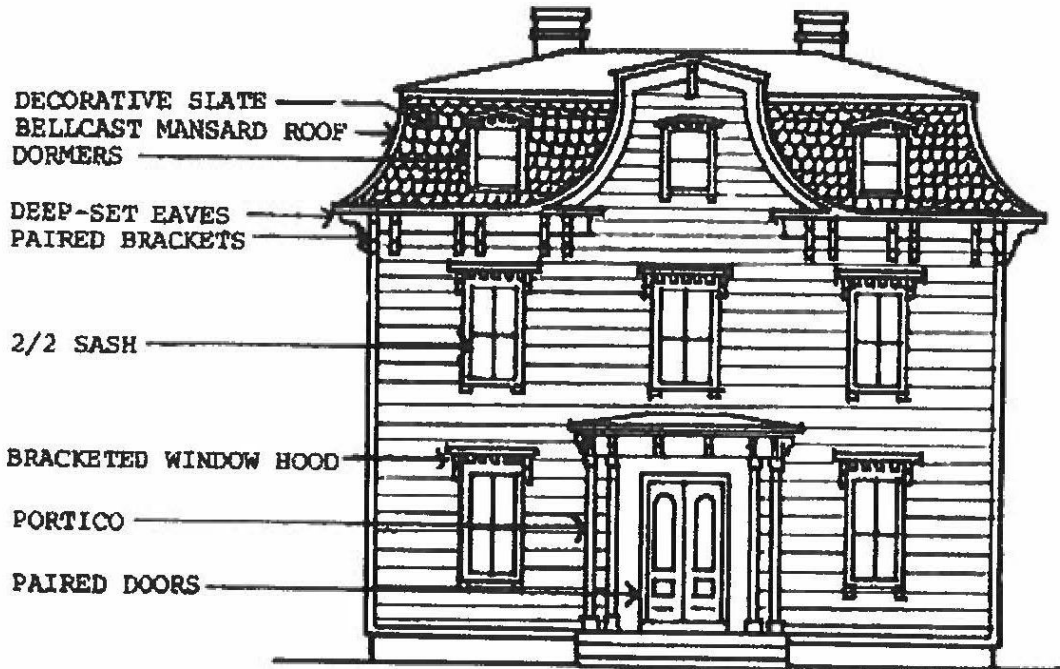 DECORATIVE SLATE
BELLCAST MANSARD ROOF
DORMERS
DEEP-SET EAVES
PAIRED BRACKETS
2/2 SASH
BRACKETED WINDOW HOOD
PORTICO
PAIRED DOORS